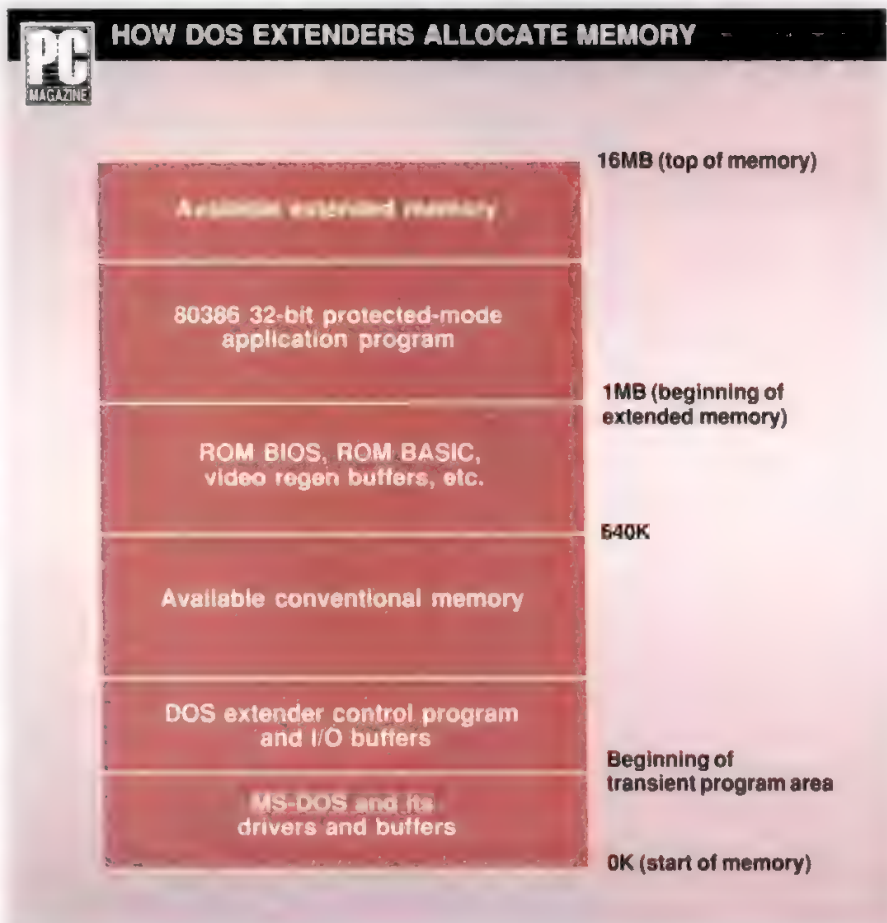 PC
MAGAZINE
HOW DOS EXTENDERS ALLOCATE MEMORY
16MB (top of memory)
Available extended memory
80386 32-bit protected-mode
application program
1MB (beginning of
extended memory)
ROM BIOS, ROM BASIC,
video regen buffers, etc.
640K
Available conventional memory
DOS extender control program
and I/O buffers
Beginning of
transient program area
MS-DOS and its
drivers and buffers
0K (start of memory)